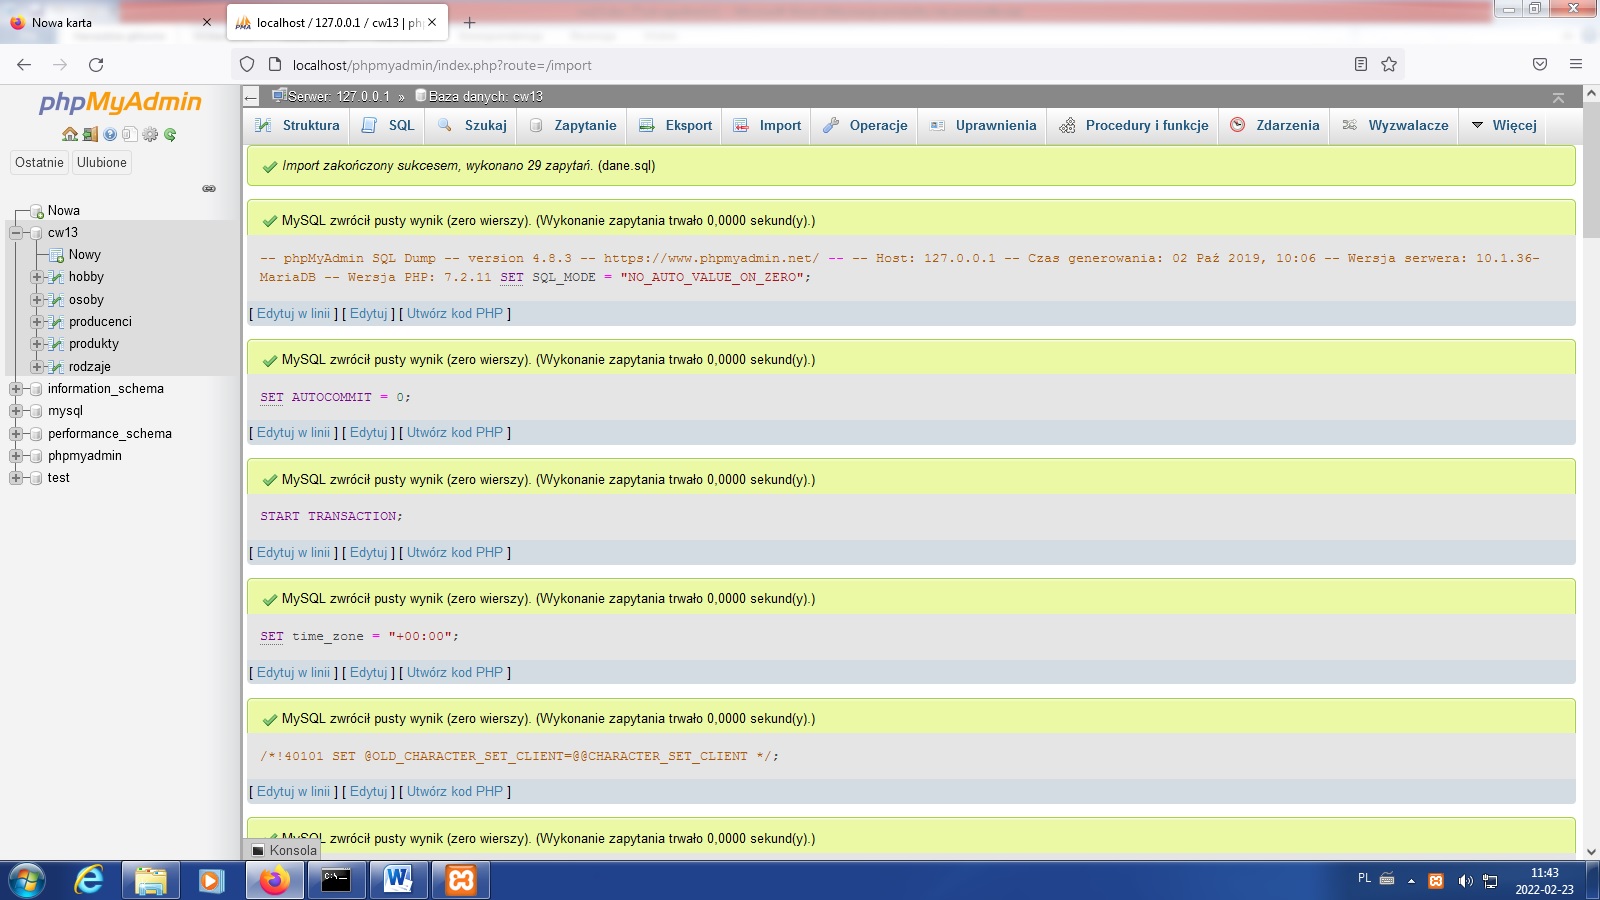 Nowa karta
localhost / 127.0.0.1 / cw13 | ph
localhost/phpmyadmin/index.php?route=/import
phpMyAdmin
Ostatnie Ulubione
Nowa
cw13
Nowy
hobby
osoby
producenci
produkty
rodzaje
information_schema
mysql
performance_schema
phpmyadmin
test
Serwer: 127.0.0.1 » Baza danych: cw13
Struktura SQL Szukaj Zapytanie Eksport Import Operacje Uprawnienia Procedury i funkcje Zdarzenia Wyzwalacze Więcej
Import zakończony sukcesem, wykonano 29 zapytań. (dane.sql)
MySQL zwrócił pusty wynik (zero wierszy). (Wykonanie zapytania trwało 0,0000 sekund(y).)
-- phpMyAdmin SQL Dump -- version 4.8.3 -- https://www.phpmyadmin.net/ -- -- Host: 127.0.0.1 -- Czas generowania: 02 Paź 2019, 10:06 -- Wersja serwera: 10.1.36-
MariaDB -- Wersja PHP: 7.2.11 SET SQL_MODE = "NO_AUTO_VALUE_ON_ZERO";
[ Edytuj w linii ] [ Edytuj ] [ Utwórz kod PHP ]
MySQL zwrócił pusty wynik (zero wierszy). (Wykonanie zapytania trwało 0,0000 sekund(y).)
SET AUTOCOMMIT = 0;
[ Edytuj w linii ] [ Edytuj ] [ Utwórz kod PHP ]
MySQL zwrócił pusty wynik (zero wierszy). (Wykonanie zapytania trwało 0,0000 sekund(y).)
START TRANSACTION;
[ Edytuj w linii ] [ Edytuj ] [ Utwórz kod PHP ]
MySQL zwrócił pusty wynik (zero wierszy). (Wykonanie zapytania trwało 0,0000 sekund(y).)
SET time_zone = "+00:00";
[ Edytuj w linii ] [ Edytuj ] [ Utwórz kod PHP ]
MySQL zwrócił pusty wynik (zero wierszy). (Wykonanie zapytania trwało 0,0000 sekund(y).)
/*!40101 SET @OLD_CHARACTER_SET_CLIENT=@@CHARACTER_SET_CLIENT */;
[ Edytuj w linii ] [ Edytuj ] [ Utwórz kod PHP ]
MySQL zwrócił pusty wynik (zero wierszy). (Wykonanie zapytania trwało 0,0000 sekund(y).)
Konsola
PL
11:43
2022-02-23